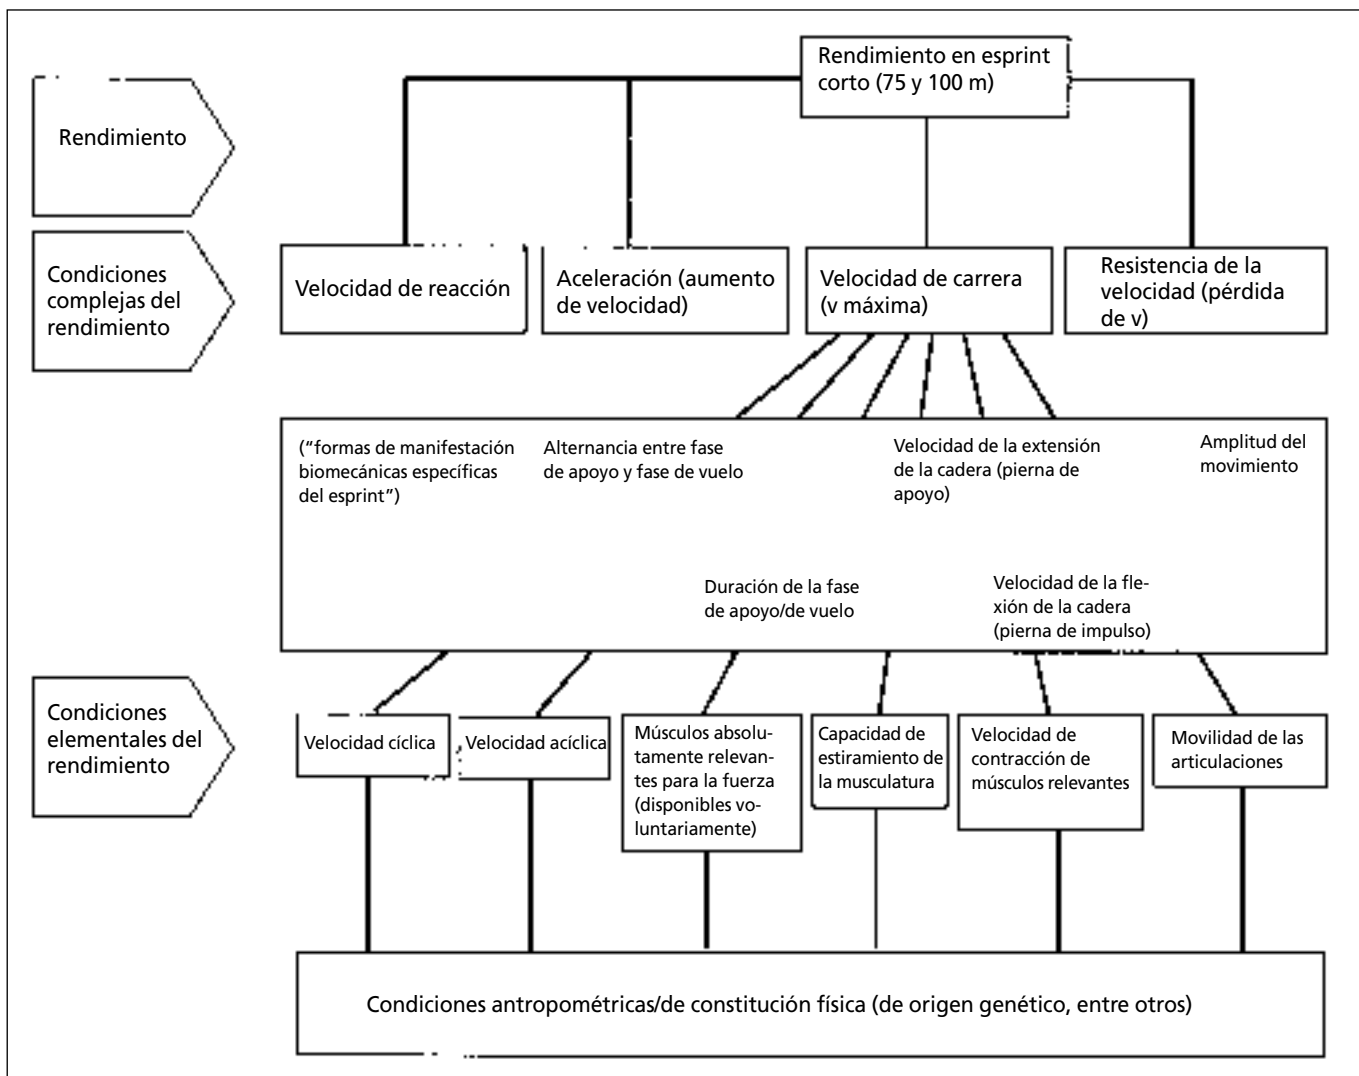 Rendimiento en esprint
corto (75 y 100 m)
Rendimiento
Condiciones
complejas del
rendimiento
Velocidad de reacción
Aceleración (aumento
de velocidad)
Velocidad de carrera
(v máxima)
Resistencia de la
velocidad (pérdida
de v)
(“formas de manifestación
biomecánicas específicas
del esprint”)
Alternancia entre fase
de apoyo y fase de vuelo
Velocidad de la extensión
de la cadera (pierna de
apoyo)
Amplitud del
movimiento
Duración de la fase
de apoyo/de vuelo
Velocidad de la fle-
xión de la cadera
(pierna de impulso)
Condiciones
elementales del
rendimiento
Velocidad cíclica
Velocidad acíclica
Músculos absolu-
tamente relevan-
tes para la fuerza
(disponibles vo-
luntariamente)
Capacidad de
estiramiento de
la musculatura
Velocidad de
contracción de
músculos relevantes
Movilidad de las
articulaciones
Condiciones antropométricas/de constitución física (de origen genético, entre otros)